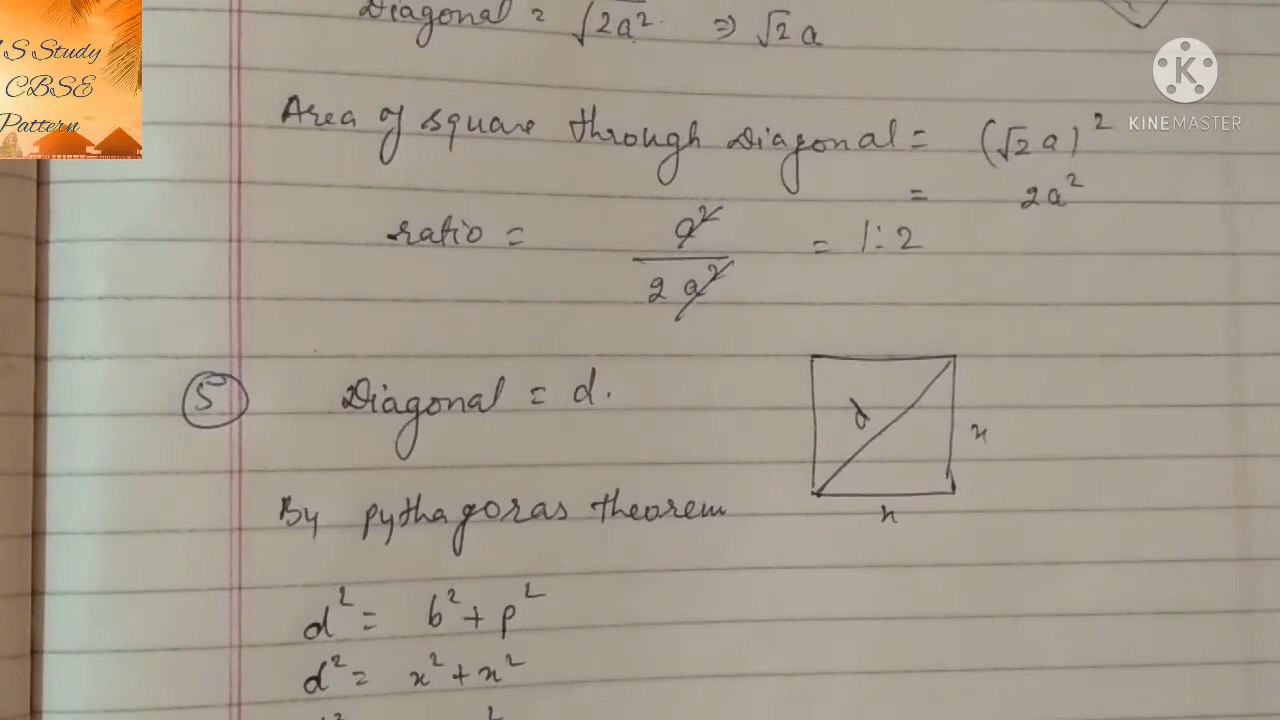 Diagonal = √2a² ⇒ √2 a
S Study
CBSE
Pattern
K
KINEMASTER
Area of square through Diagonal = (√2 a)²
= 2a²
ratio = a²/2a² = 1:2
5 Diagonal = d.
d
x
x
By pythagoras theorem
d² = b² + p²
d² = x² + x²